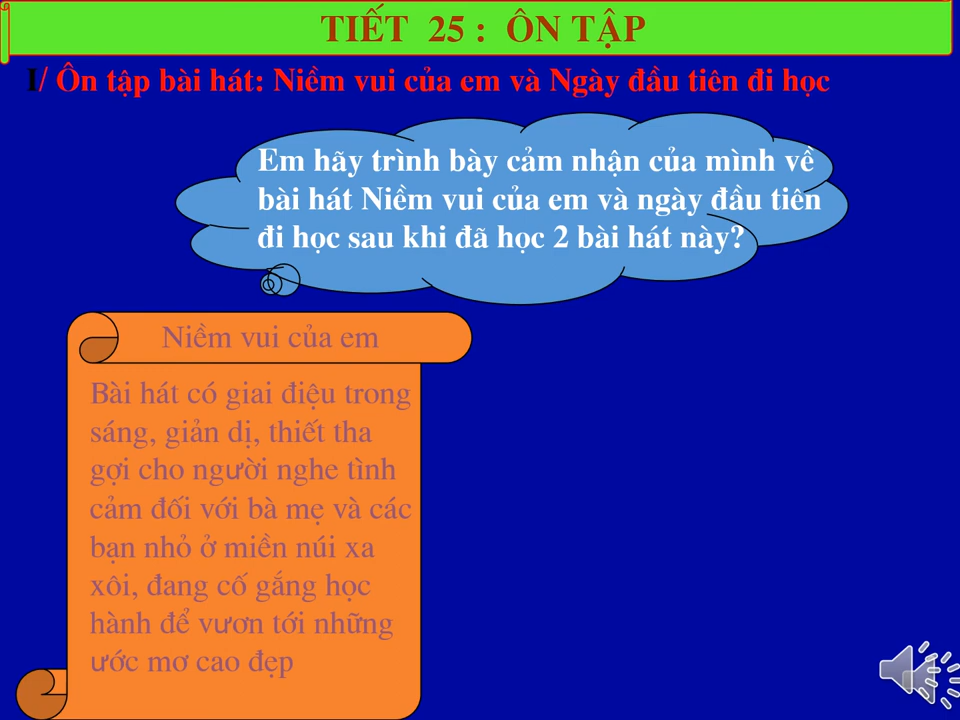 TIẾT 25 : ÔN TẬP
I/ Ôn tập bài hát: Niềm vui của em và Ngày đầu tiên đi học
Em hãy trình bày cảm nhận của mình về
bài hát Niềm vui của em và ngày đầu tiên
đi học sau khi đã học 2 bài hát này?
Niềm vui của em
Bài hát có giai điệu trong
sáng, giản dị, thiết tha
gợi cho người nghe tình
cảm đối với bà mẹ và các
bạn nhỏ ở miền núi xa
xôi, đang cố gắng học
hành để vươn tới những
ước mơ cao đẹp